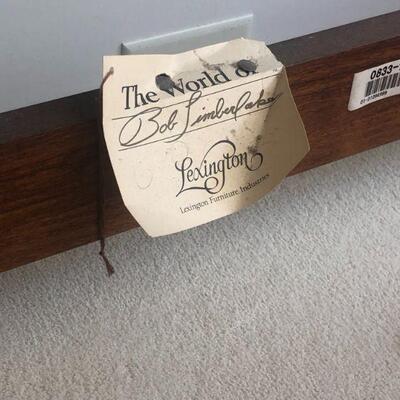 The World of
Bob Timberlake
Lexington
Lexington Furniture Industries
0833-